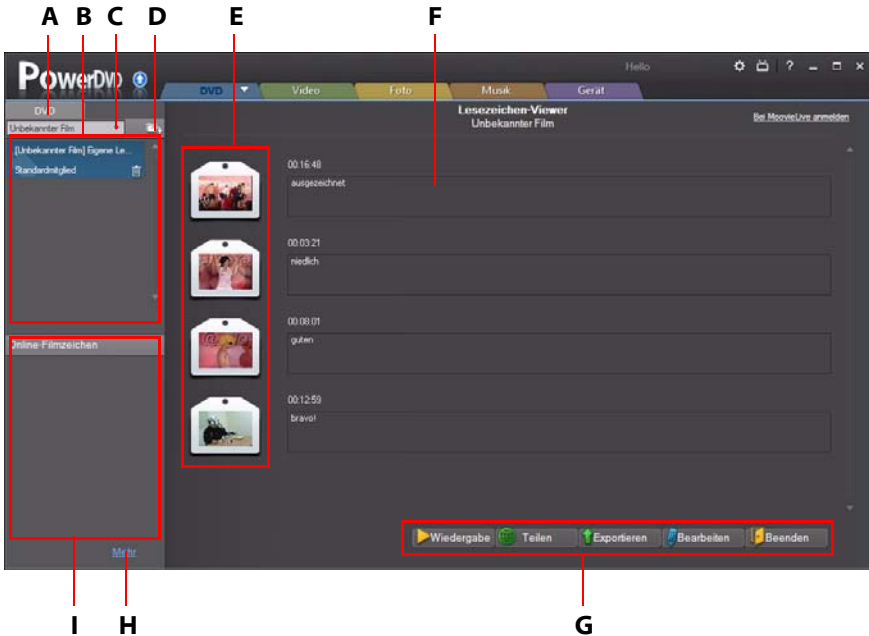 A B C D E F
PowerDVD
Hello
?
DVD Video Foto Musik Gerät
DVD
Unbekannter Film
Lesezeichen-Viewer
Unbekannter Film
Bei MoovieLive anmelden
[Unbekannter Film] Eigene Le...
Standardmitglied
00:16:48
ausgezeichnet
00:03:21
niedlich
00:08:01
guten
00:12:59
bravo!
Online-Filmzeichen
Mehr
Wiedergabe Teilen Exportieren Bearbeiten Beenden
I H G